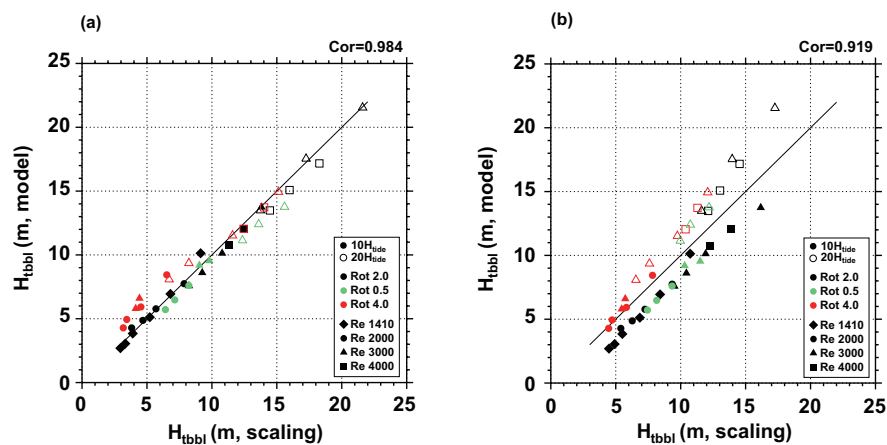 (a)
Cor=0.984
H_tbbl (m, model)
25
20
15
10
5
0
0 5 10 15 20 25
H_tbbl (m, scaling)
10H_tide
20H_tide
Rot 2.0
Rot 0.5
Rot 4.0
Re 1410
Re 2000
Re 3000
Re 4000
(b)
Cor=0.919
H_tbbl (m, model)
25
20
15
10
5
0
0 5 10 15 20 25
H_tbbl (m, scaling)
10H_tide
20H_tide
Rot 2.0
Rot 0.5
Rot 4.0
Re 1410
Re 2000
Re 3000
Re 4000